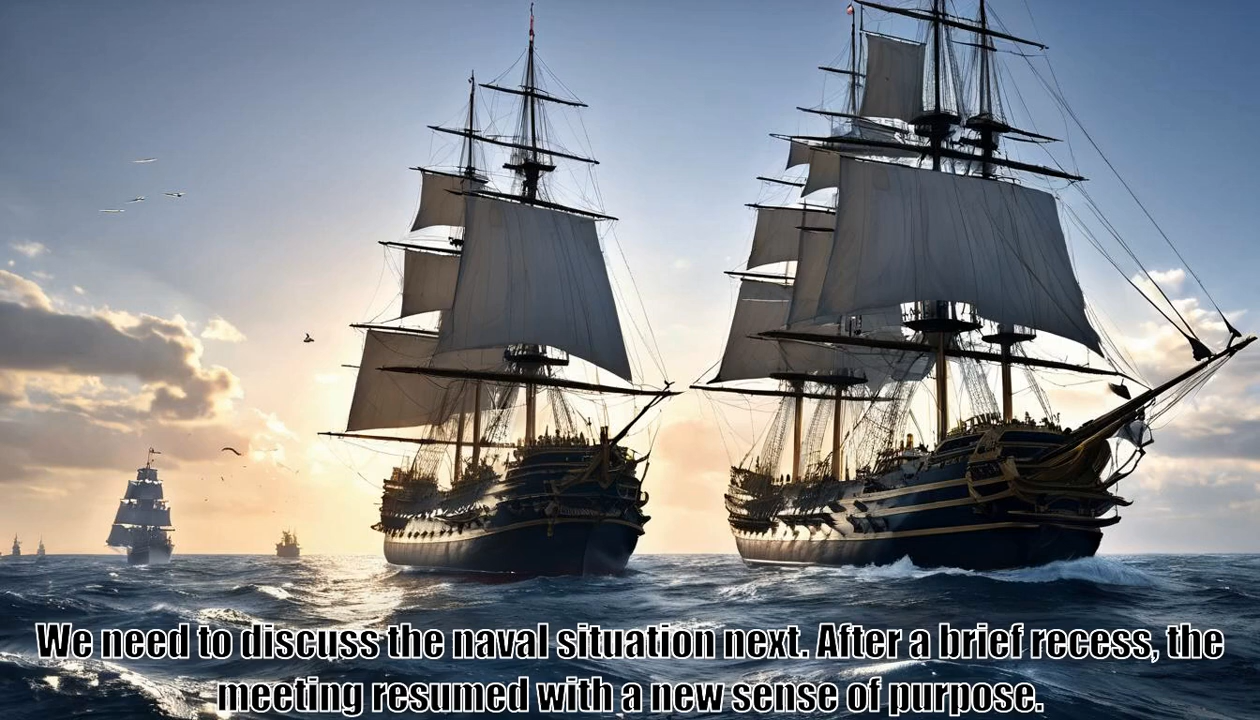 We need to discuss the naval situation next. After a brief recess, the
meeting resumed with a new sense of purpose.